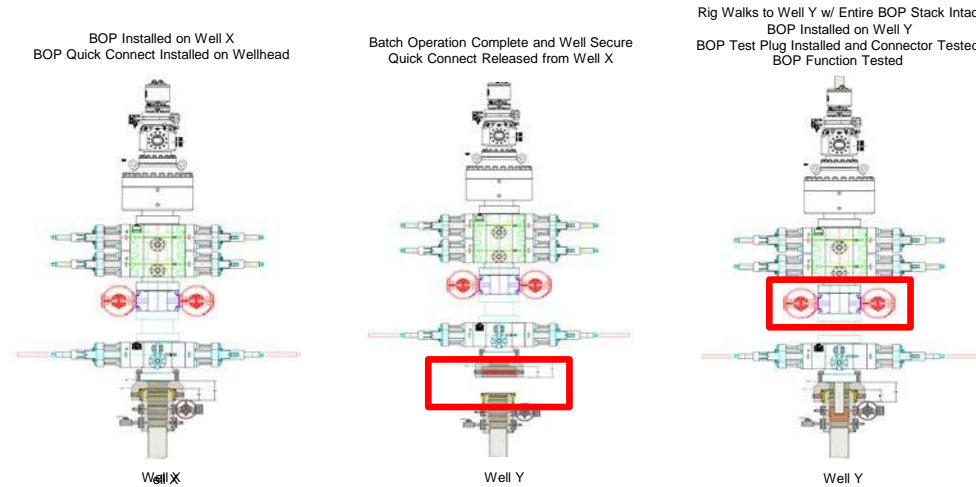 BOP Installed on Well X
BOP Quick Connect Installed on Wellhead
Batch Operation Complete and Well Secure
Quick Connect Released from Well X
Rig Walks to Well Y w/ Entire BOP Stack Intac
BOP Installed on Well Y
BOP Test Plug Installed and Connector Tested
BOP Function Tested
Well X
Well Y
Well Y